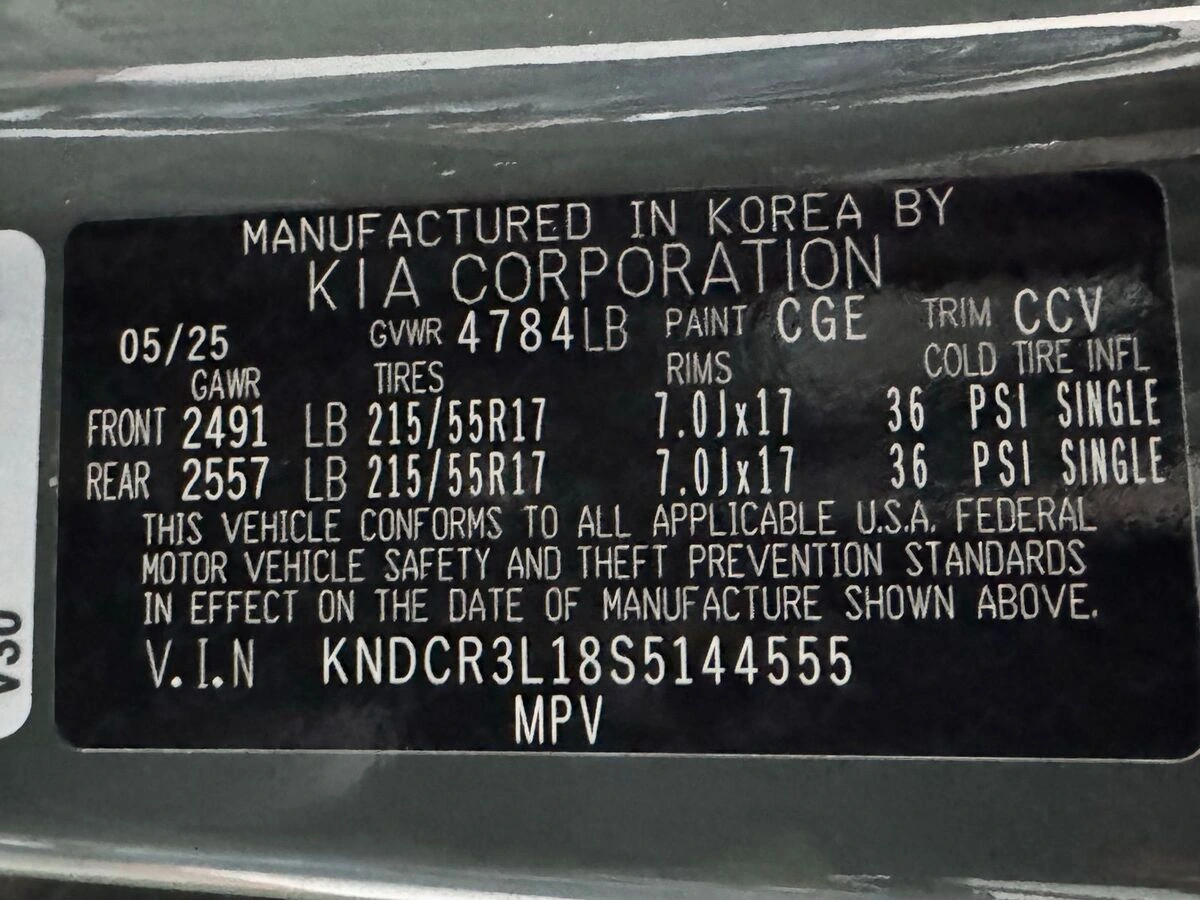 MANUFACTURED IN KOREA BY
KIA CORPORATION
05/25 GVWR 4784 LB PAINT CGE TRIM CCV
GAWR TIRES RIMS COLD TIRE INFL
FRONT 2491 LB 215/55R17 7.0Jx17 36 PSI SINGLE
REAR 2557 LB 215/55R17 7.0Jx17 36 PSI SINGLE
THIS VEHICLE CONFORMS TO ALL APPLICABLE U.S.A. FEDERAL
MOTOR VEHICLE SAFETY AND THEFT PREVENTION STANDARDS
IN EFFECT ON THE DATE OF MANUFACTURE SHOWN ABOVE.
V.I.N KNDCR3L18S5144555
MPV